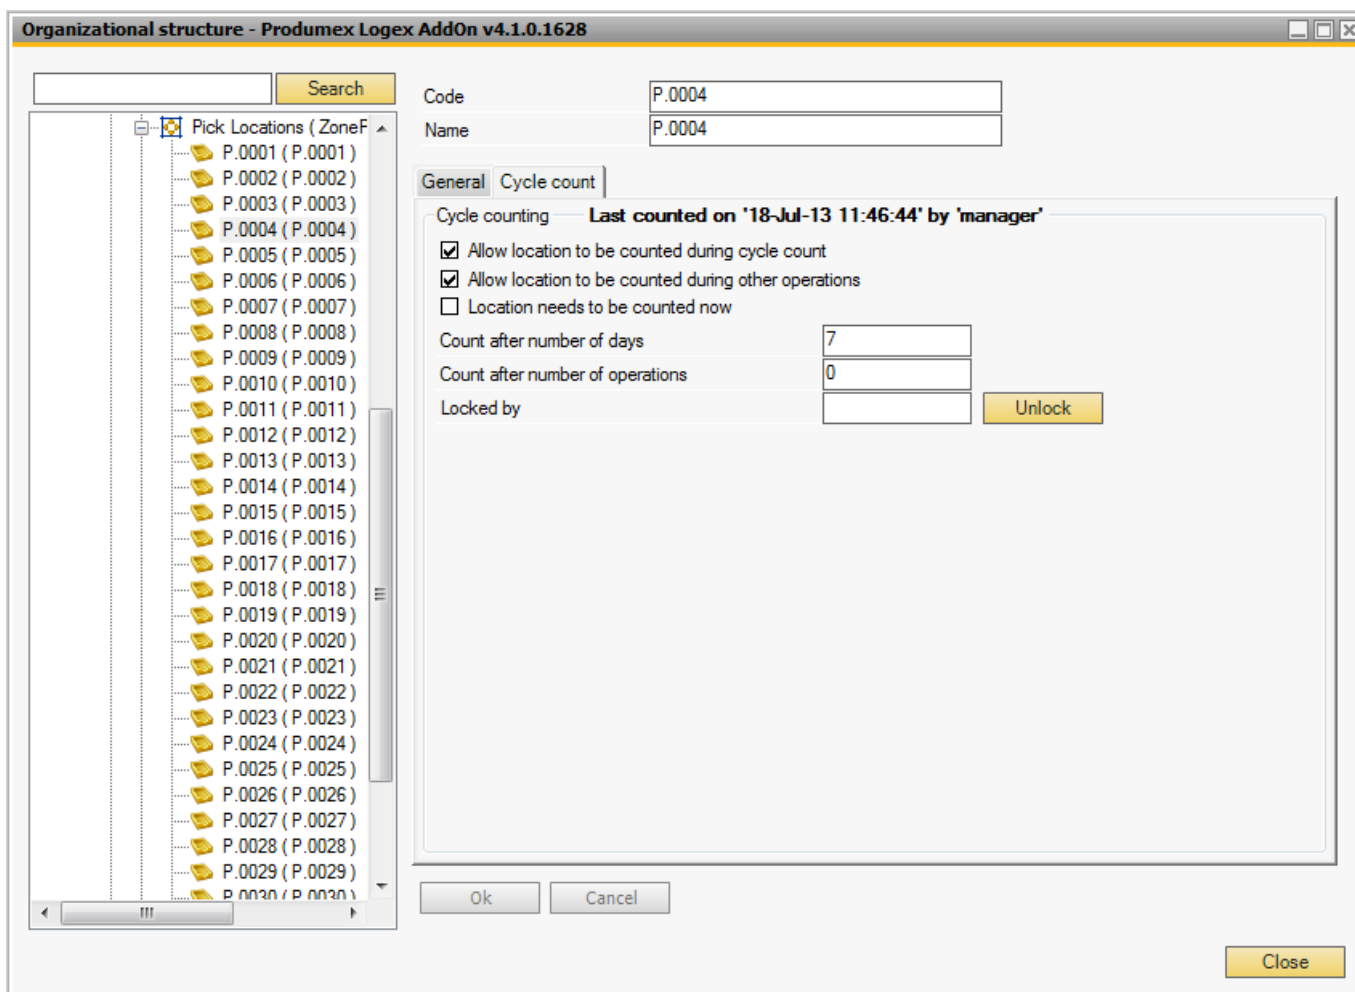 Organizational structure - Produmex Logex AddOn v4.1.0.1628
Search
Pick Locations ( ZoneF
P.0001 ( P.0001 )
P.0002 ( P.0002 )
P.0003 ( P.0003 )
P.0004 ( P.0004 )
P.0005 ( P.0005 )
P.0006 ( P.0006 )
P.0007 ( P.0007 )
P.0008 ( P.0008 )
P.0009 ( P.0009 )
P.0010 ( P.0010 )
P.0011 ( P.0011 )
P.0012 ( P.0012 )
P.0013 ( P.0013 )
P.0014 ( P.0014 )
P.0015 ( P.0015 )
P.0016 ( P.0016 )
P.0017 ( P.0017 )
P.0018 ( P.0018 )
P.0019 ( P.0019 )
P.0020 ( P.0020 )
P.0021 ( P.0021 )
P.0022 ( P.0022 )
P.0023 ( P.0023 )
P.0024 ( P.0024 )
P.0025 ( P.0025 )
P.0026 ( P.0026 )
P.0027 ( P.0027 )
P.0028 ( P.0028 )
P.0029 ( P.0029 )
P.0030 ( P.0030 )
Code P.0004
Name P.0004
General Cycle count
Cycle counting Last counted on '18-Jul-13 11:46:44' by 'manager'
Allow location to be counted during cycle count
Allow location to be counted during other operations
Location needs to be counted now
Count after number of days 7
Count after number of operations 0
Locked by Unlock
Ok Cancel
Close